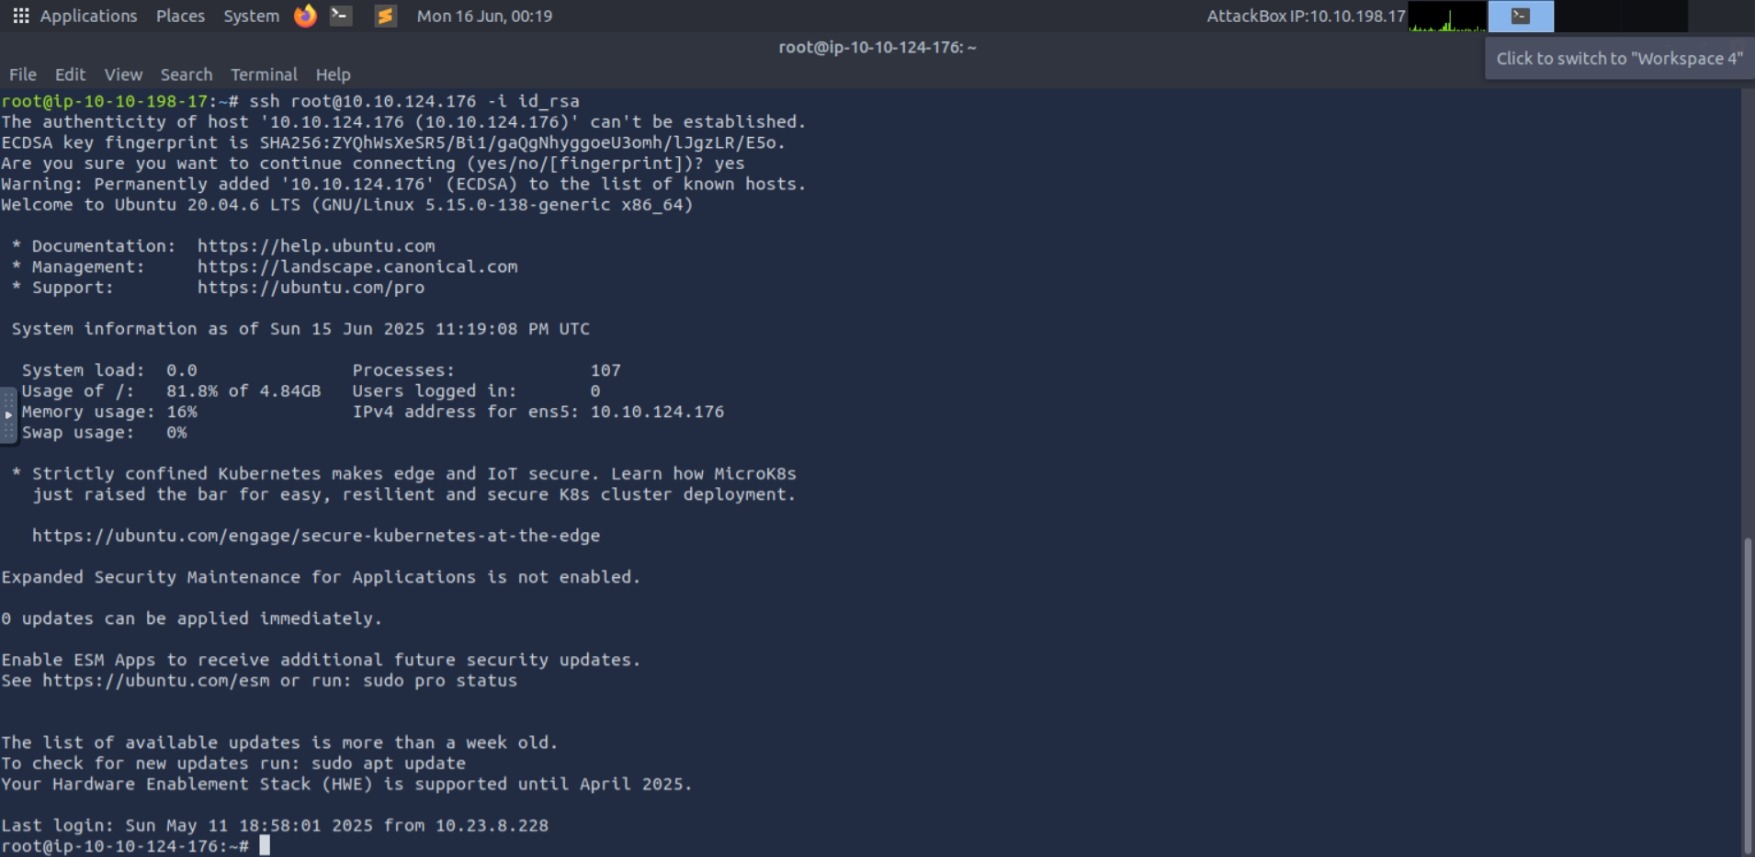 Applications Places System Mon 16 Jun, 00:19 AttackBox IP:10.10.198.17
root@ip-10-10-124-176: ~
Click to switch to "Workspace 4"
File Edit View Search Terminal Help
root@ip-10-10-198-17:~# ssh root@10.10.124.176 -i id_rsa
The authenticity of host '10.10.124.176 (10.10.124.176)' can't be established.
ECDSA key fingerprint is SHA256:ZYQhWsXeSR5/Bi1/gaQgNhyggoeU3omh/lJgzLR/E5o.
Are you sure you want to continue connecting (yes/no/[fingerprint])? yes
Warning: Permanently added '10.10.124.176' (ECDSA) to the list of known hosts.
Welcome to Ubuntu 20.04.6 LTS (GNU/Linux 5.15.0-138-generic x86_64)
* Documentation: https://help.ubuntu.com
* Management: https://landscape.canonical.com
* Support: https://ubuntu.com/pro
System information as of Sun 15 Jun 2025 11:19:08 PM UTC
System load: 0.0 Processes: 107
Usage of /: 81.8% of 4.84GB Users logged in: 0
Memory usage: 16% IPv4 address for ens5: 10.10.124.176
Swap usage: 0%
* Strictly confined Kubernetes makes edge and IoT secure. Learn how MicroK8s
just raised the bar for easy, resilient and secure K8s cluster deployment.
https://ubuntu.com/engage/secure-kubernetes-at-the-edge
Expanded Security Maintenance for Applications is not enabled.
0 updates can be applied immediately.
Enable ESM Apps to receive additional future security updates.
See https://ubuntu.com/esm or run: sudo pro status
The list of available updates is more than a week old.
To check for new updates run: sudo apt update
Your Hardware Enablement Stack (HWE) is supported until April 2025.
Last login: Sun May 11 18:58:01 2025 from 10.23.8.228
root@ip-10-10-124-176:~#